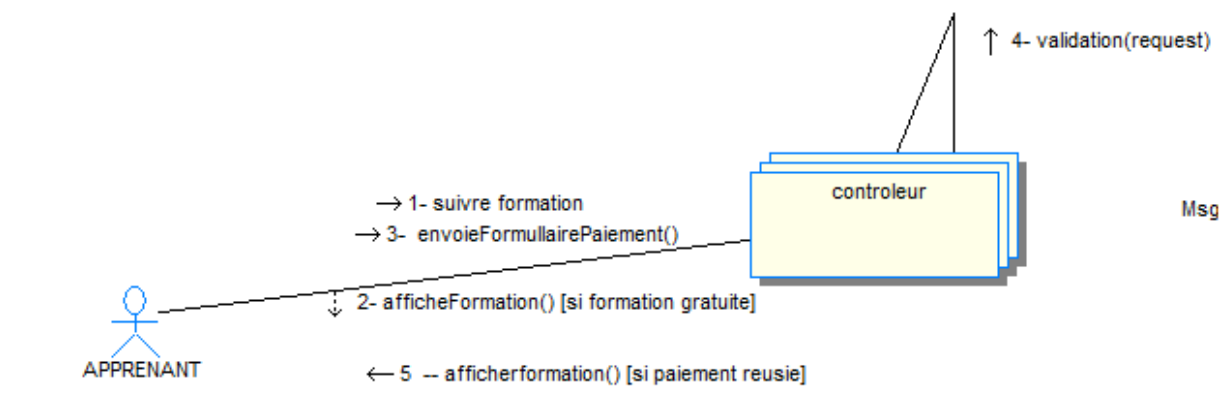 4- validation(request)
controleur
1- suivre formation
Msg
3- envoieFormullairePaiement()
2- afficheFormation() [si formation gratuite]
APPRENANT
5 -- afficherformation() [si paiement reusie]